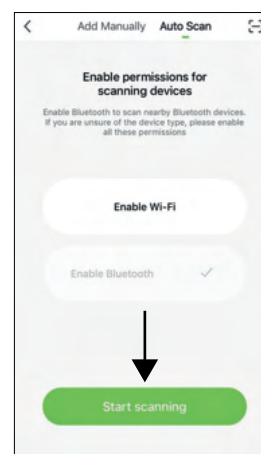 Add Manually Auto Scan
Enable permissions for
scanning devices
Enable Bluetooth to scan nearby Bluetooth devices.
If you are unsure of the device type, please enable
all these permissions
Enable Wi-Fi
Enable Bluetooth
Start scanning